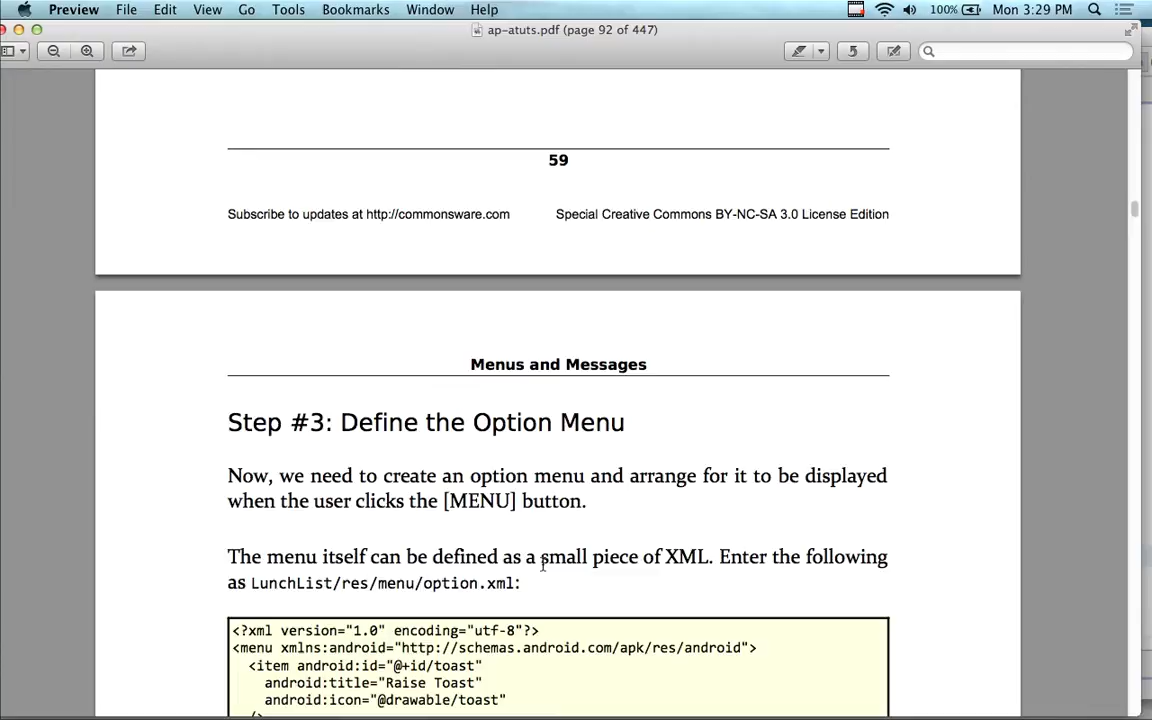 Preview File Edit View Go Tools Bookmarks Window Help 100% Mon 3:29 PM
ap-atuts.pdf (page 92 of 447)
59
Subscribe to updates at http://commonsware.com Special Creative Commons BY-NC-SA 3.0 License Edition
Menus and Messages
Step #3: Define the Option Menu
Now, we need to create an option menu and arrange for it to be displayed
when the user clicks the [MENU] button.
The menu itself can be defined as a small piece of XML. Enter the following
as LunchList/res/menu/option.xml:
<?xml version="1.0" encoding="utf-8"?>
<menu xmlns:android="http://schemas.android.com/apk/res/android">
<item android:id="@+id/toast"
android:title="Raise Toast"
android:icon="@drawable/toast"
/>